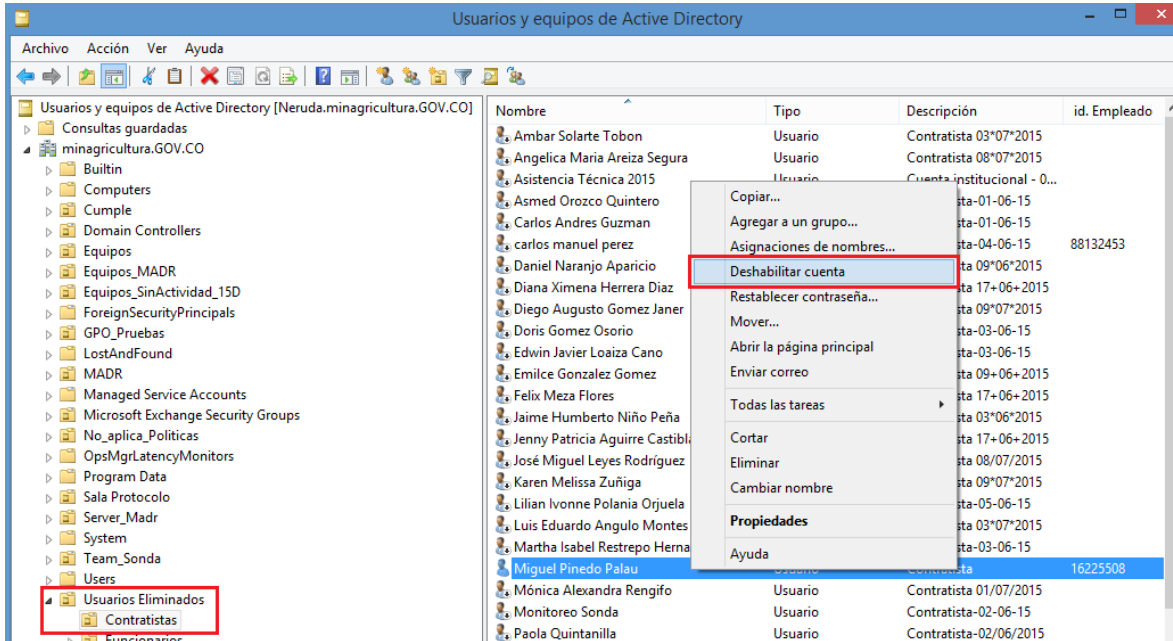 Usuarios y equipos de Active Directory
Archivo Acción Ver Ayuda
Usuarios y equipos de Active Directory [Neruda.minagricultura.GOV.CO]
Consultas guardadas
minagricultura.GOV.CO
Builtin
Computers
Cumple
Domain Controllers
Equipos
Equipos_MADR
Equipos_SinActividad_15D
ForeignSecurityPrincipals
GPO_Pruebas
LostAndFound
MADR
Managed Service Accounts
Microsoft Exchange Security Groups
No_aplica_Politicas
OpsMgrLatencyMonitors
Program Data
Sala Protocolo
Server_Madr
System
Team_Sonda
Users
Usuarios Eliminados
Contratistas
Funcionarios
Nombre Tipo Descripción id. Empleado
Ambar Solarte Tobon Usuario Contratista 03*07*2015
Angelica Maria Areiza Segura Usuario Contratista 08*07*2015
Asistencia Técnica 2015 Usuario Cuenta institucional - 0...
Asmed Orozco Quintero sta-01-06-15
Carlos Andres Guzman sta-01-06-15
carlos manuel perez sta-04-06-15 88132453
Daniel Naranjo Aparicio sta 09*06*2015
Diana Ximena Herrera Diaz sta 17+06+2015
Diego Augusto Gomez Janer sta 09*07*2015
Doris Gomez Osorio sta-03-06-15
Edwin Javier Loaiza Cano sta-03-06-15
Emilce Gonzalez Gomez sta 09+06+2015
Felix Meza Flores sta 17+06+2015
Jaime Humberto Niño Peña sta 03*06*2015
Jenny Patricia Aguirre Castibla sta 17+06+2015
José Miguel Leyes Rodríguez sta 08/07/2015
Karen Melissa Zuñiga sta 09*07*2015
Lilian Ivonne Polania Orjuela sta-05-06-15
Luis Eduardo Angulo Montes sta 03*07*2015
Martha Isabel Restrepo Herna sta-03-06-15
Miguel Pinedo Palau Usuario Contratista 16225508
Mónica Alexandra Rengifo Usuario Contratista 01/07/2015
Monitoreo Sonda Usuario Contratista-02-06-15
Paola Quintanilla Usuario Contratista-02/06/2015
Copiar...
Agregar a un grupo...
Asignaciones de nombres...
Deshabilitar cuenta
Restablecer contraseña...
Mover...
Abrir la página principal
Enviar correo
Todas las tareas
Cortar
Eliminar
Cambiar nombre
Propiedades
Ayuda